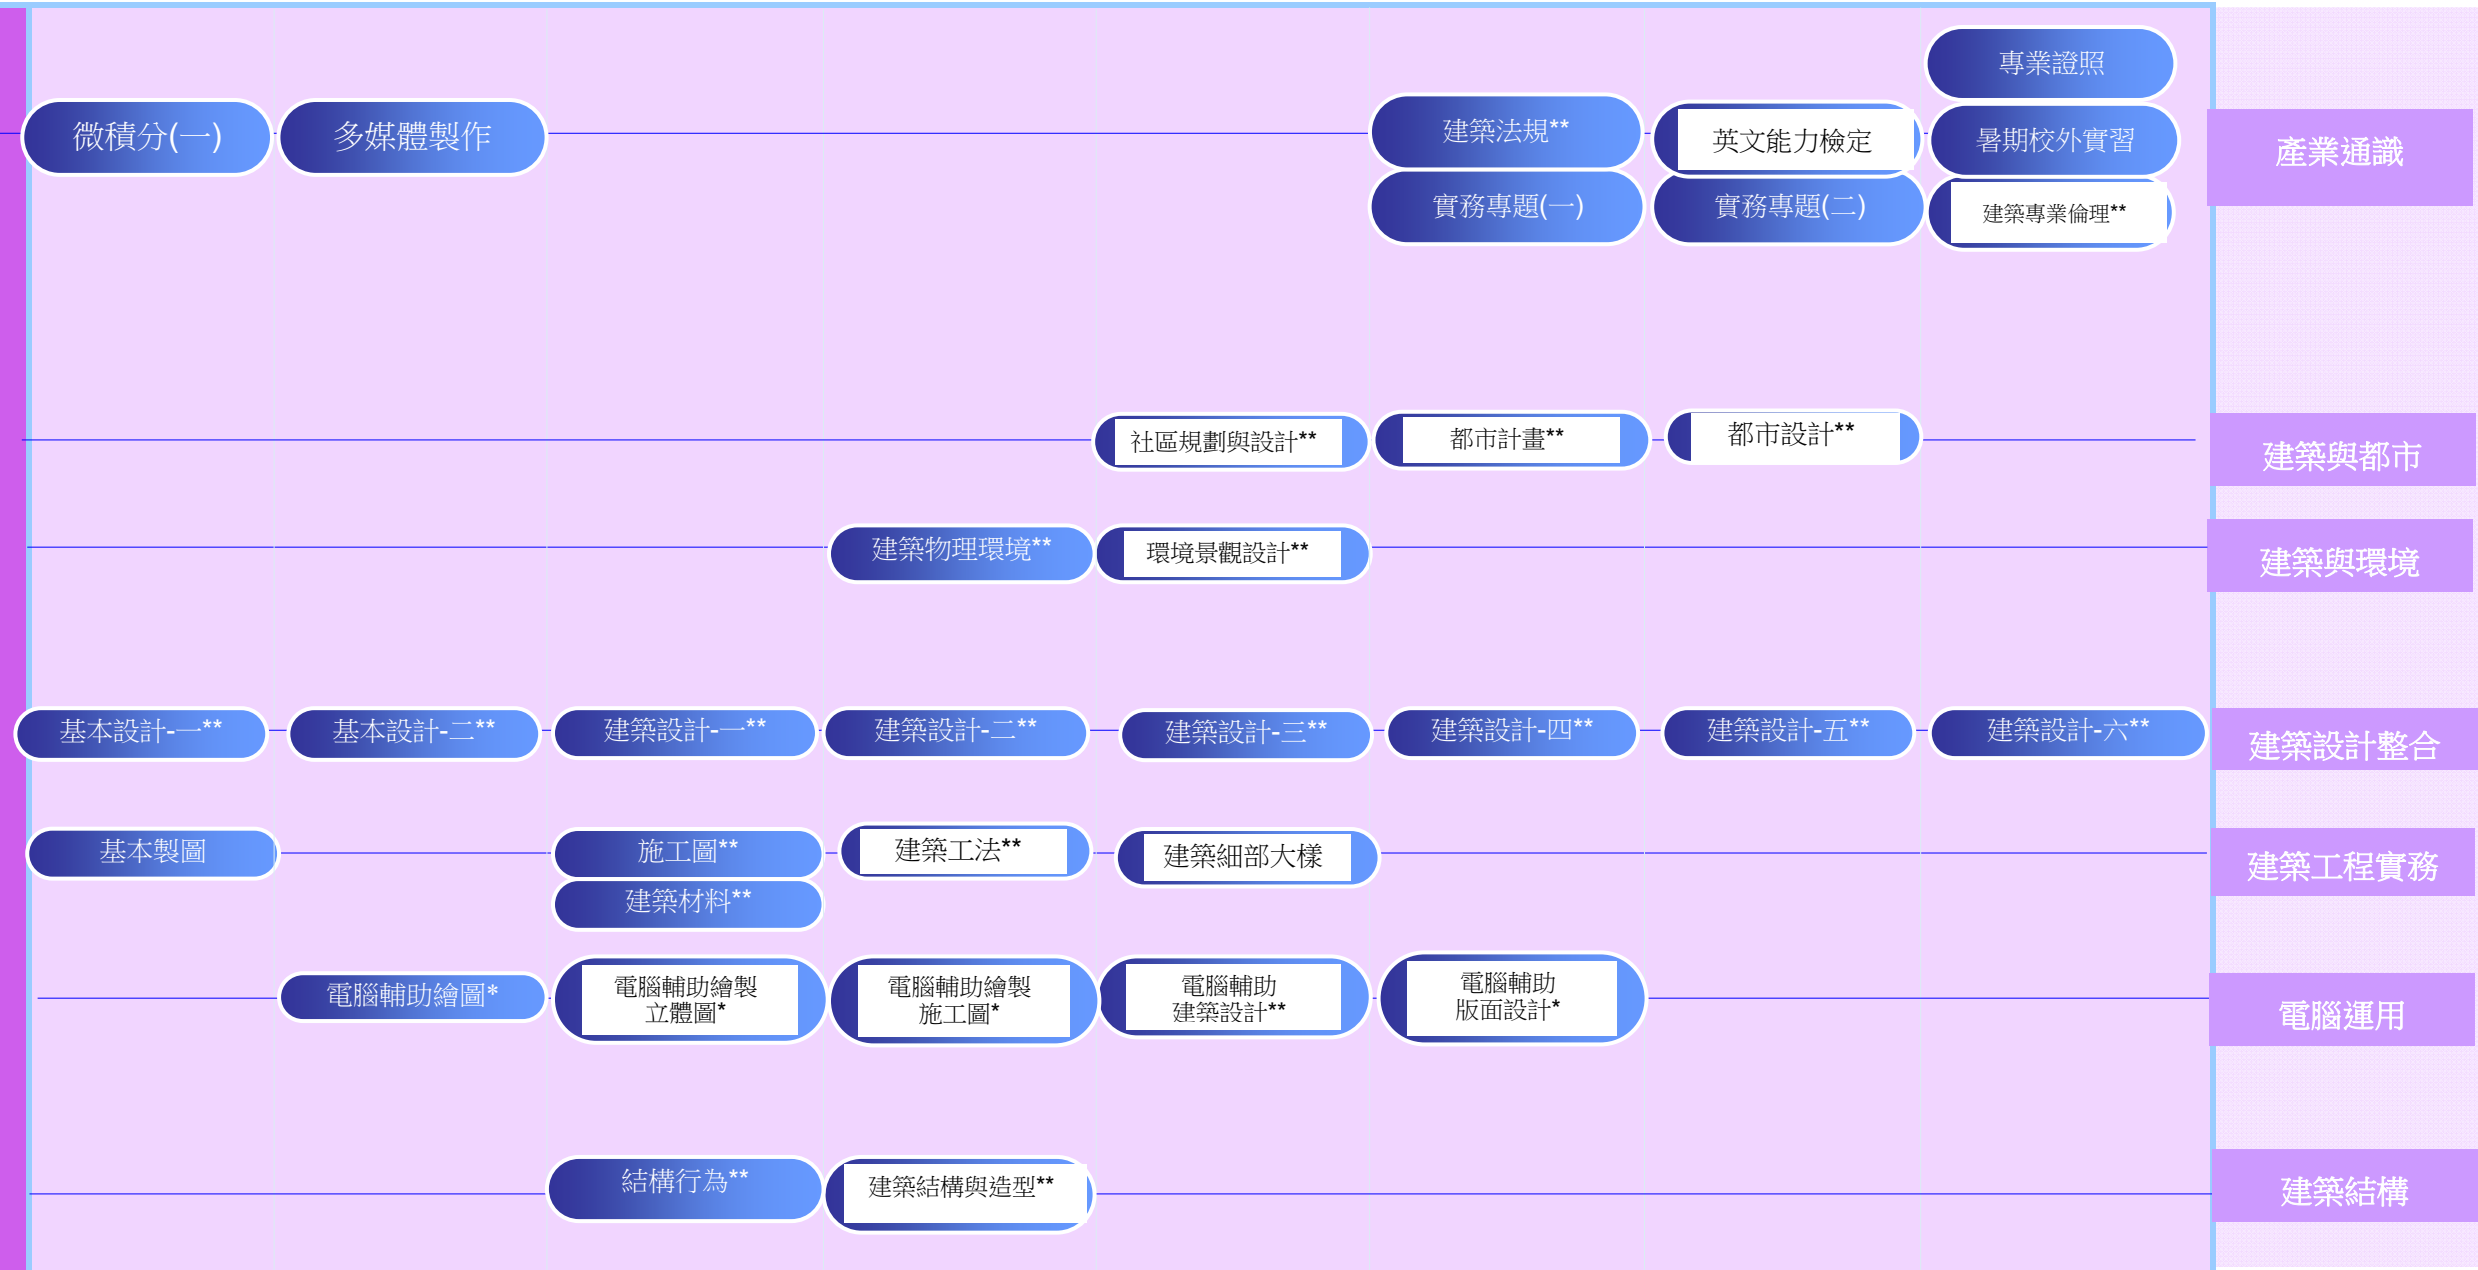 專業證照
微積分(一)
多媒體製作
建築法規**
英文能力檢定
暑期校外實習
產業通識
實務專題(一)
實務專題(二)
建築專業倫理**
社區規劃與設計**
都市計畫**
都市設計**
建築與都市
建築物理環境**
環境景觀設計**
建築與環境
基本設計-一**
基本設計-二**
建築設計-一**
建築設計-二**
建築設計-三**
建築設計-四**
建築設計-五**
建築設計-六**
建築設計整合
基本製圖
施工圖**
建築工法**
建築細部大樣
建築工程實務
建築材料**
電腦輔助繪圖*
電腦輔助繪製
立體圖*
電腦輔助繪製
施工圖*
電腦輔助
建築設計**
電腦輔助
版面設計*
電腦運用
結構行為**
建築結構與造型**
建築結構